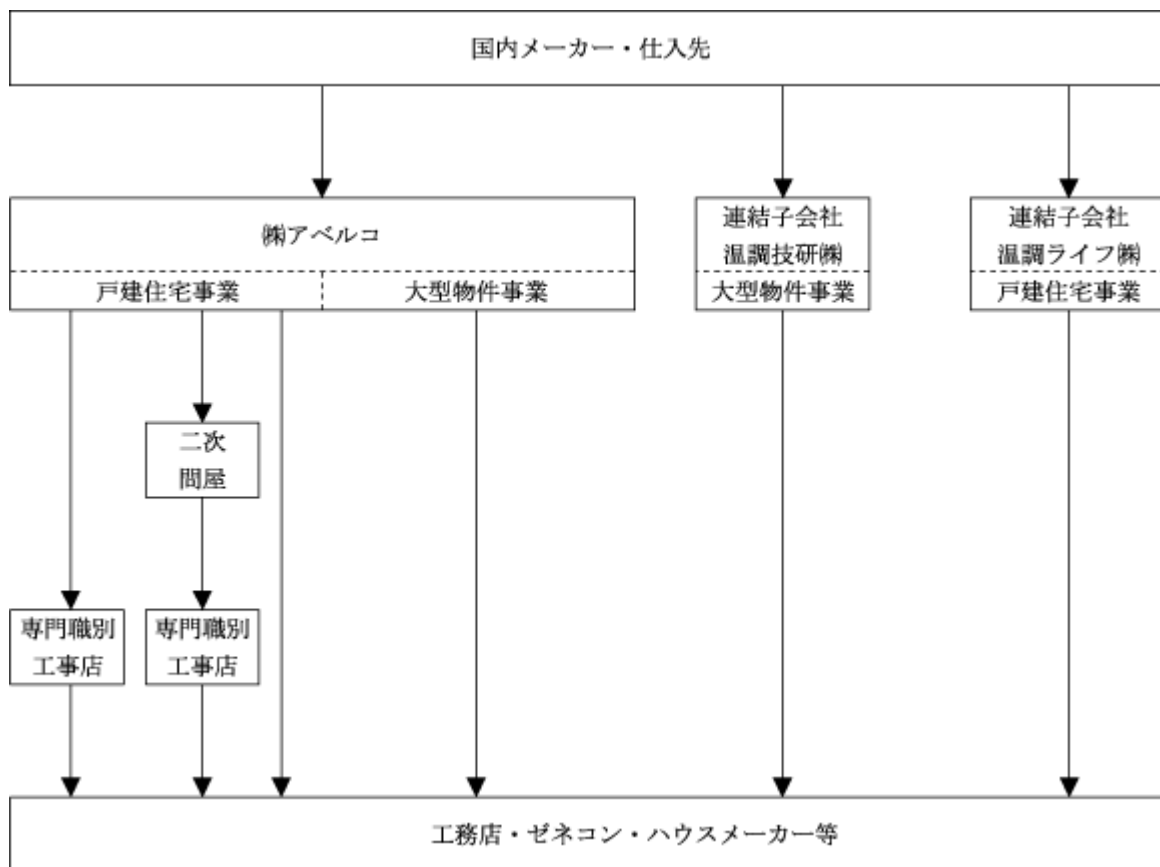 国内メーカー・仕入先
㈱アベルコ
戸建住宅事業
大型物件事業
連結子会社
温調技研㈱
大型物件事業
連結子会社
温調ライフ㈱
戸建住宅事業
二次
問屋
専門職別
工事店
専門職別
工事店
工務店・ゼネコン・ハウスメーカー等